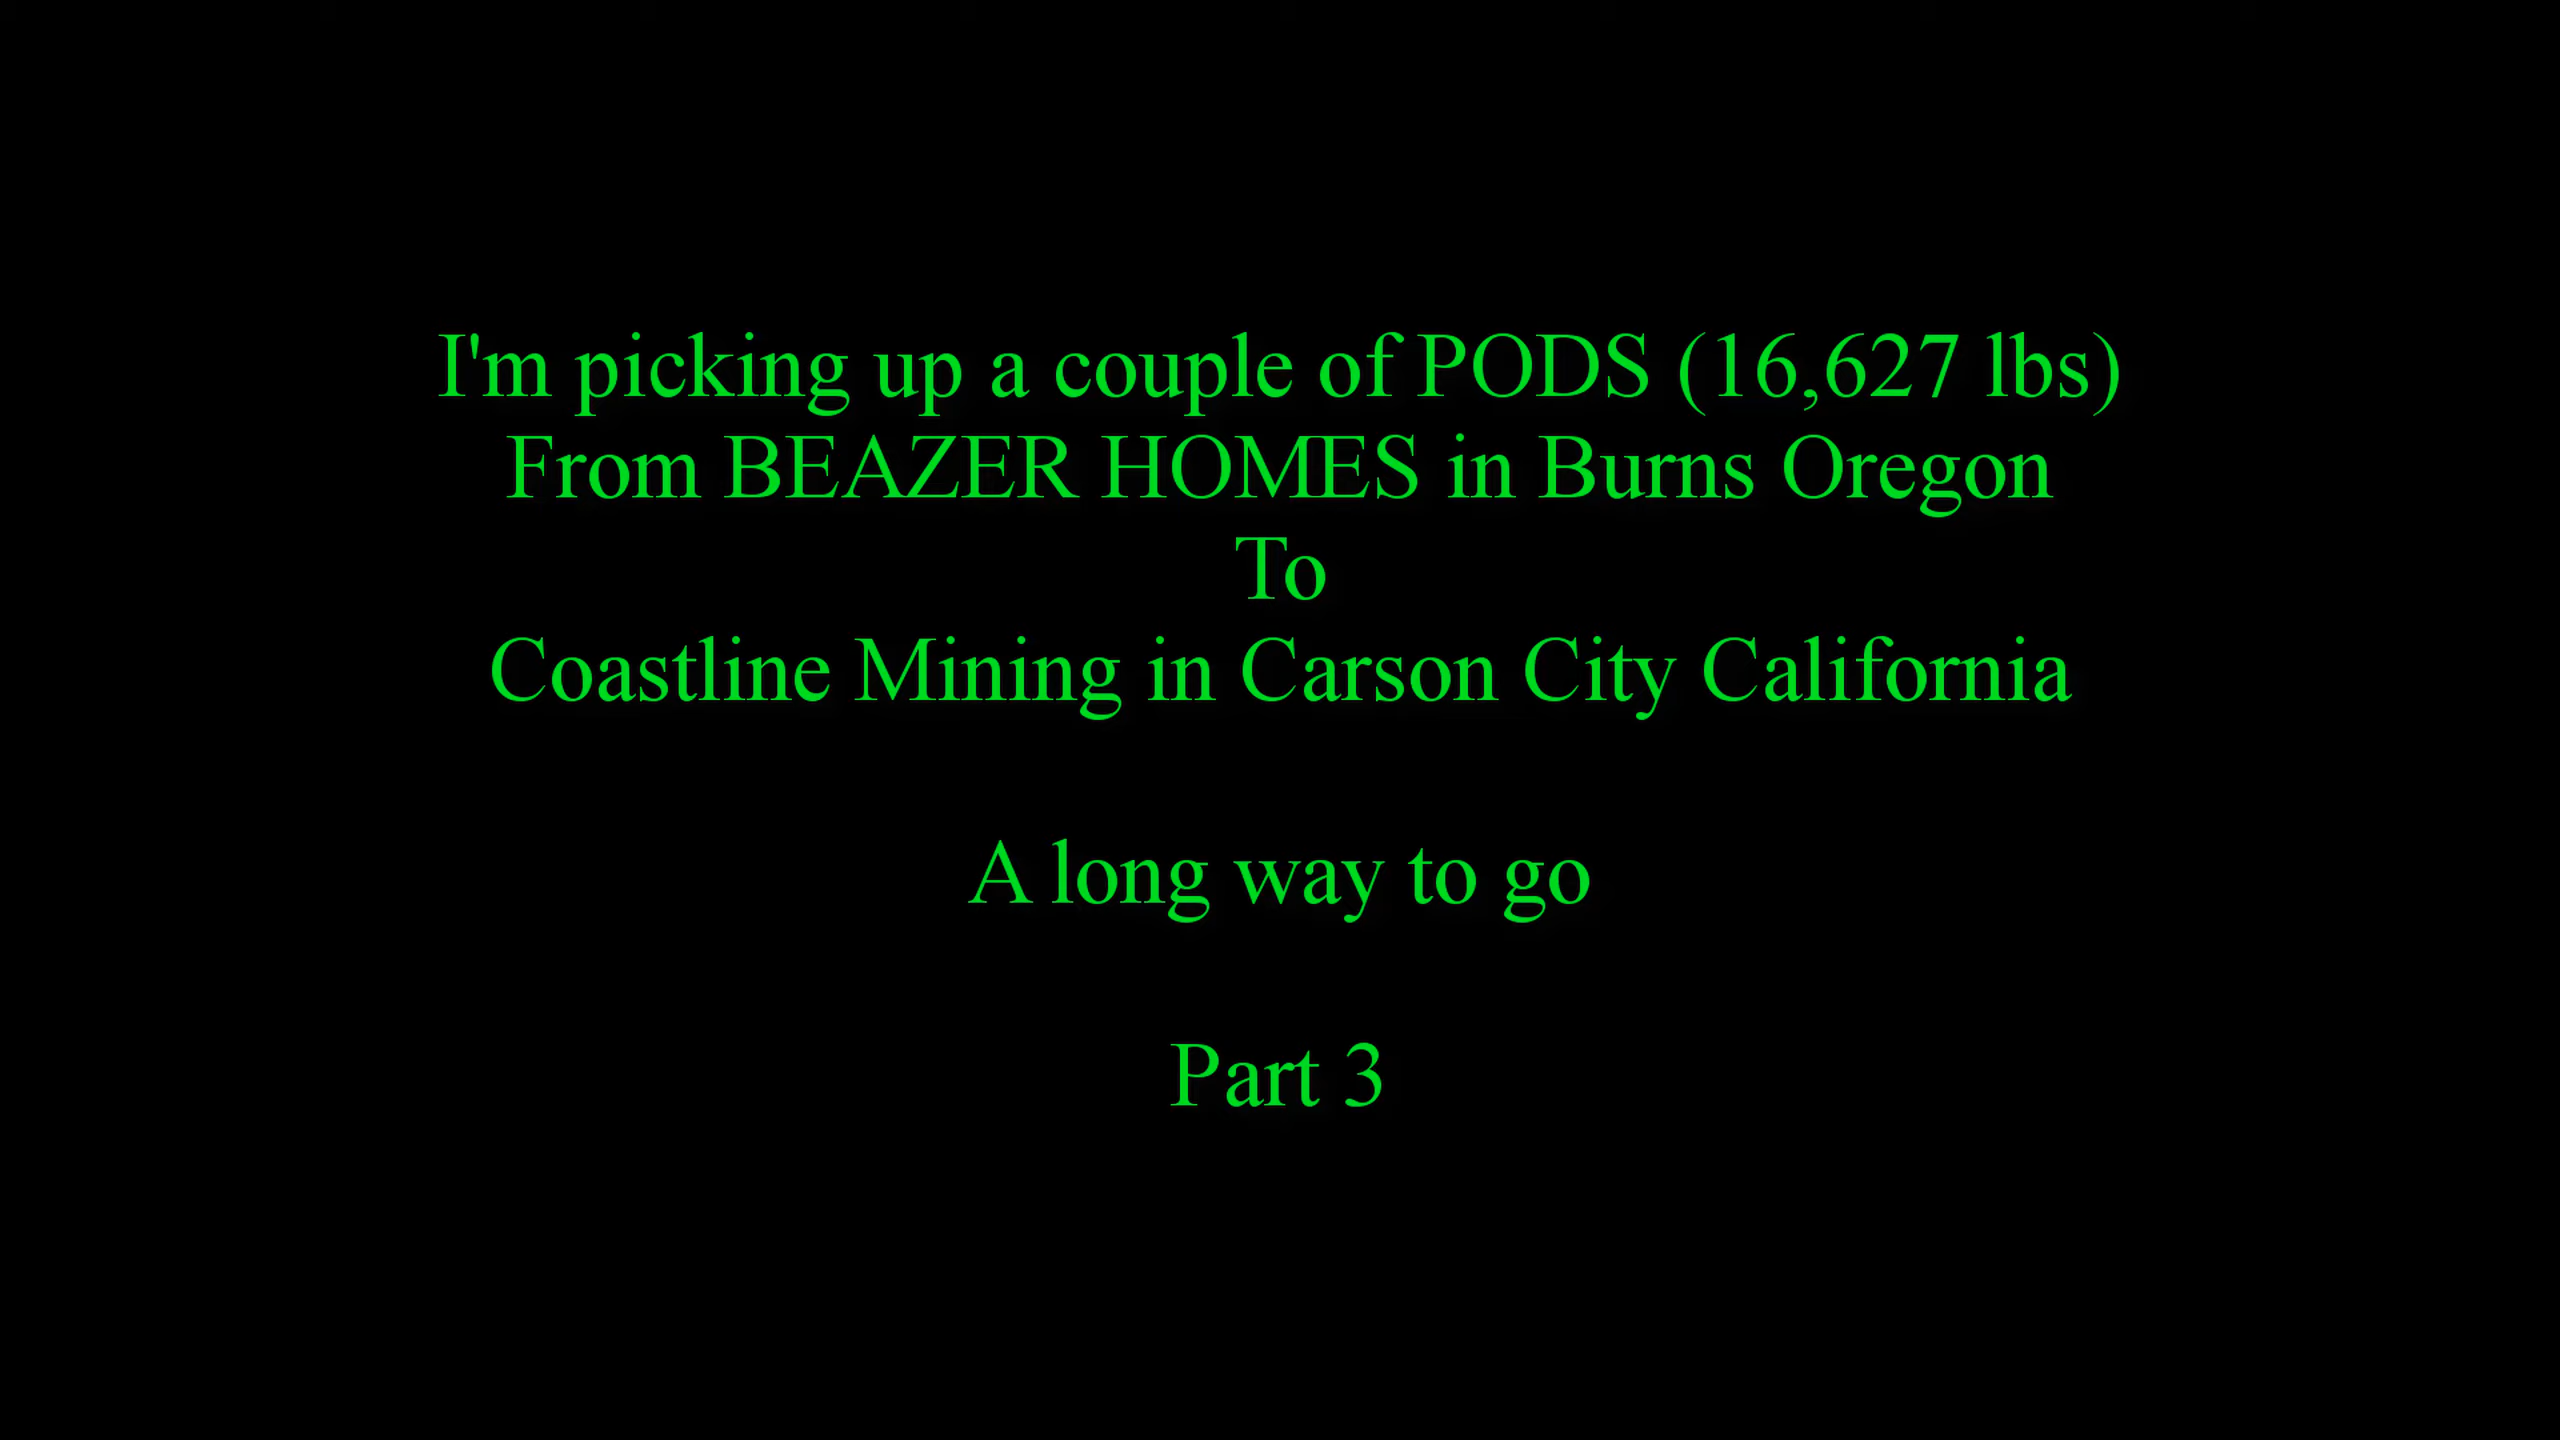 I'm picking up a couple of PODS (16,627 lbs)
From BEAZER HOMES in Burns Oregon
To
Coastline Mining in Carson City California
A long way to go
Part 3